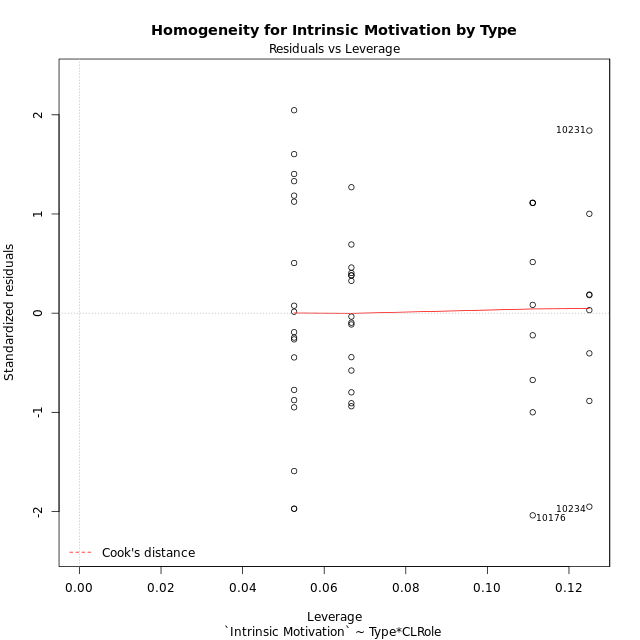 Homogeneity for Intrinsic Motivation by Type
Residuals vs Leverage
Standardized residuals
2
1
0
-1
-2
10231
10234
10176
Cook's distance
0.00 0.02 0.04 0.06 0.08 0.10 0.12
Leverage
`Intrinsic Motivation` ~ Type*CLRole